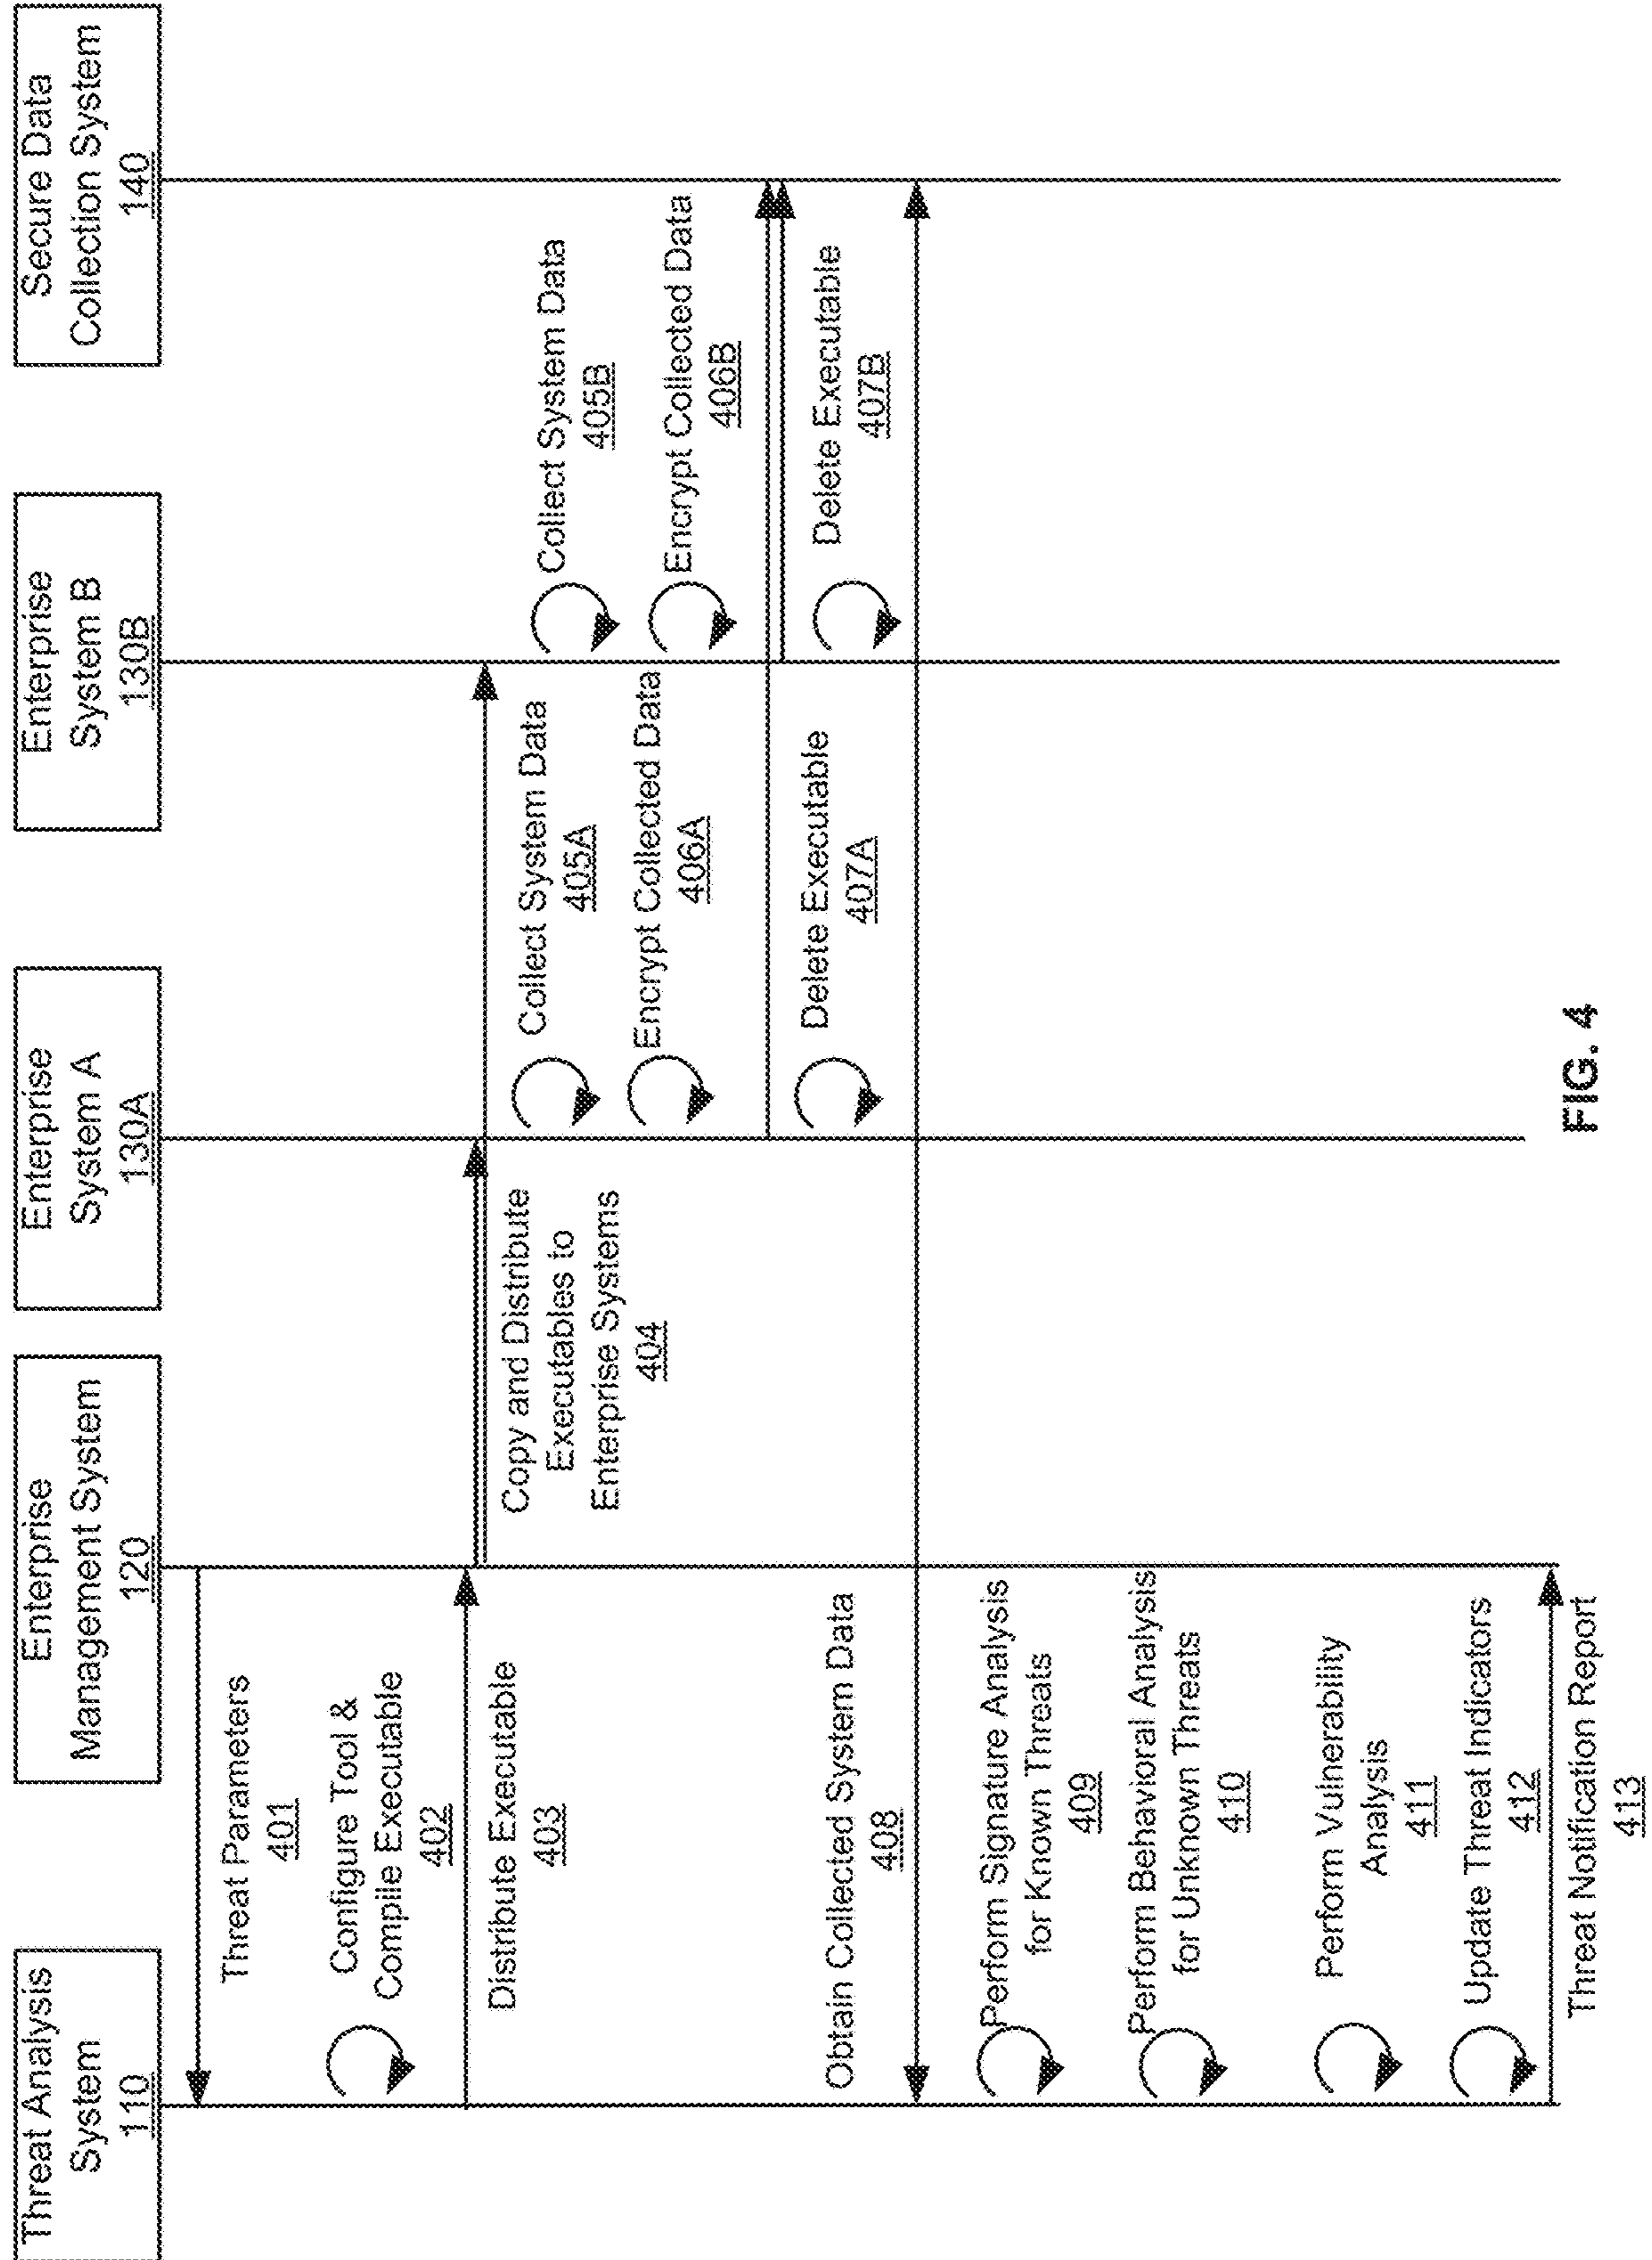 Threat Analysis
System
110
Enterprise
Management System
120
Enterprise
System A
130A
Enterprise
System B
130B
Secure Data
Collection System
140
Threat Parameters
401
Configure Tool &
Compile Executable
402
Distribute Executable
403
Copy and Distribute
Executables to
Enterprise Systems
404
Collect System Data
405A
Collect System Data
405B
Encrypt Collected Data
406A
Encrypt Collected Data
406B
Delete Executable
407A
Delete Executable
407B
Obtain Collected System Data
408
Perform Signature Analysis
for Known Threats
409
Perform Behavioral Analysis
for Unknown Threats
410
Perform Vulnerability
Analysis
411
Update Threat Indicators
412
Threat Notification Report
413
FIG. 4